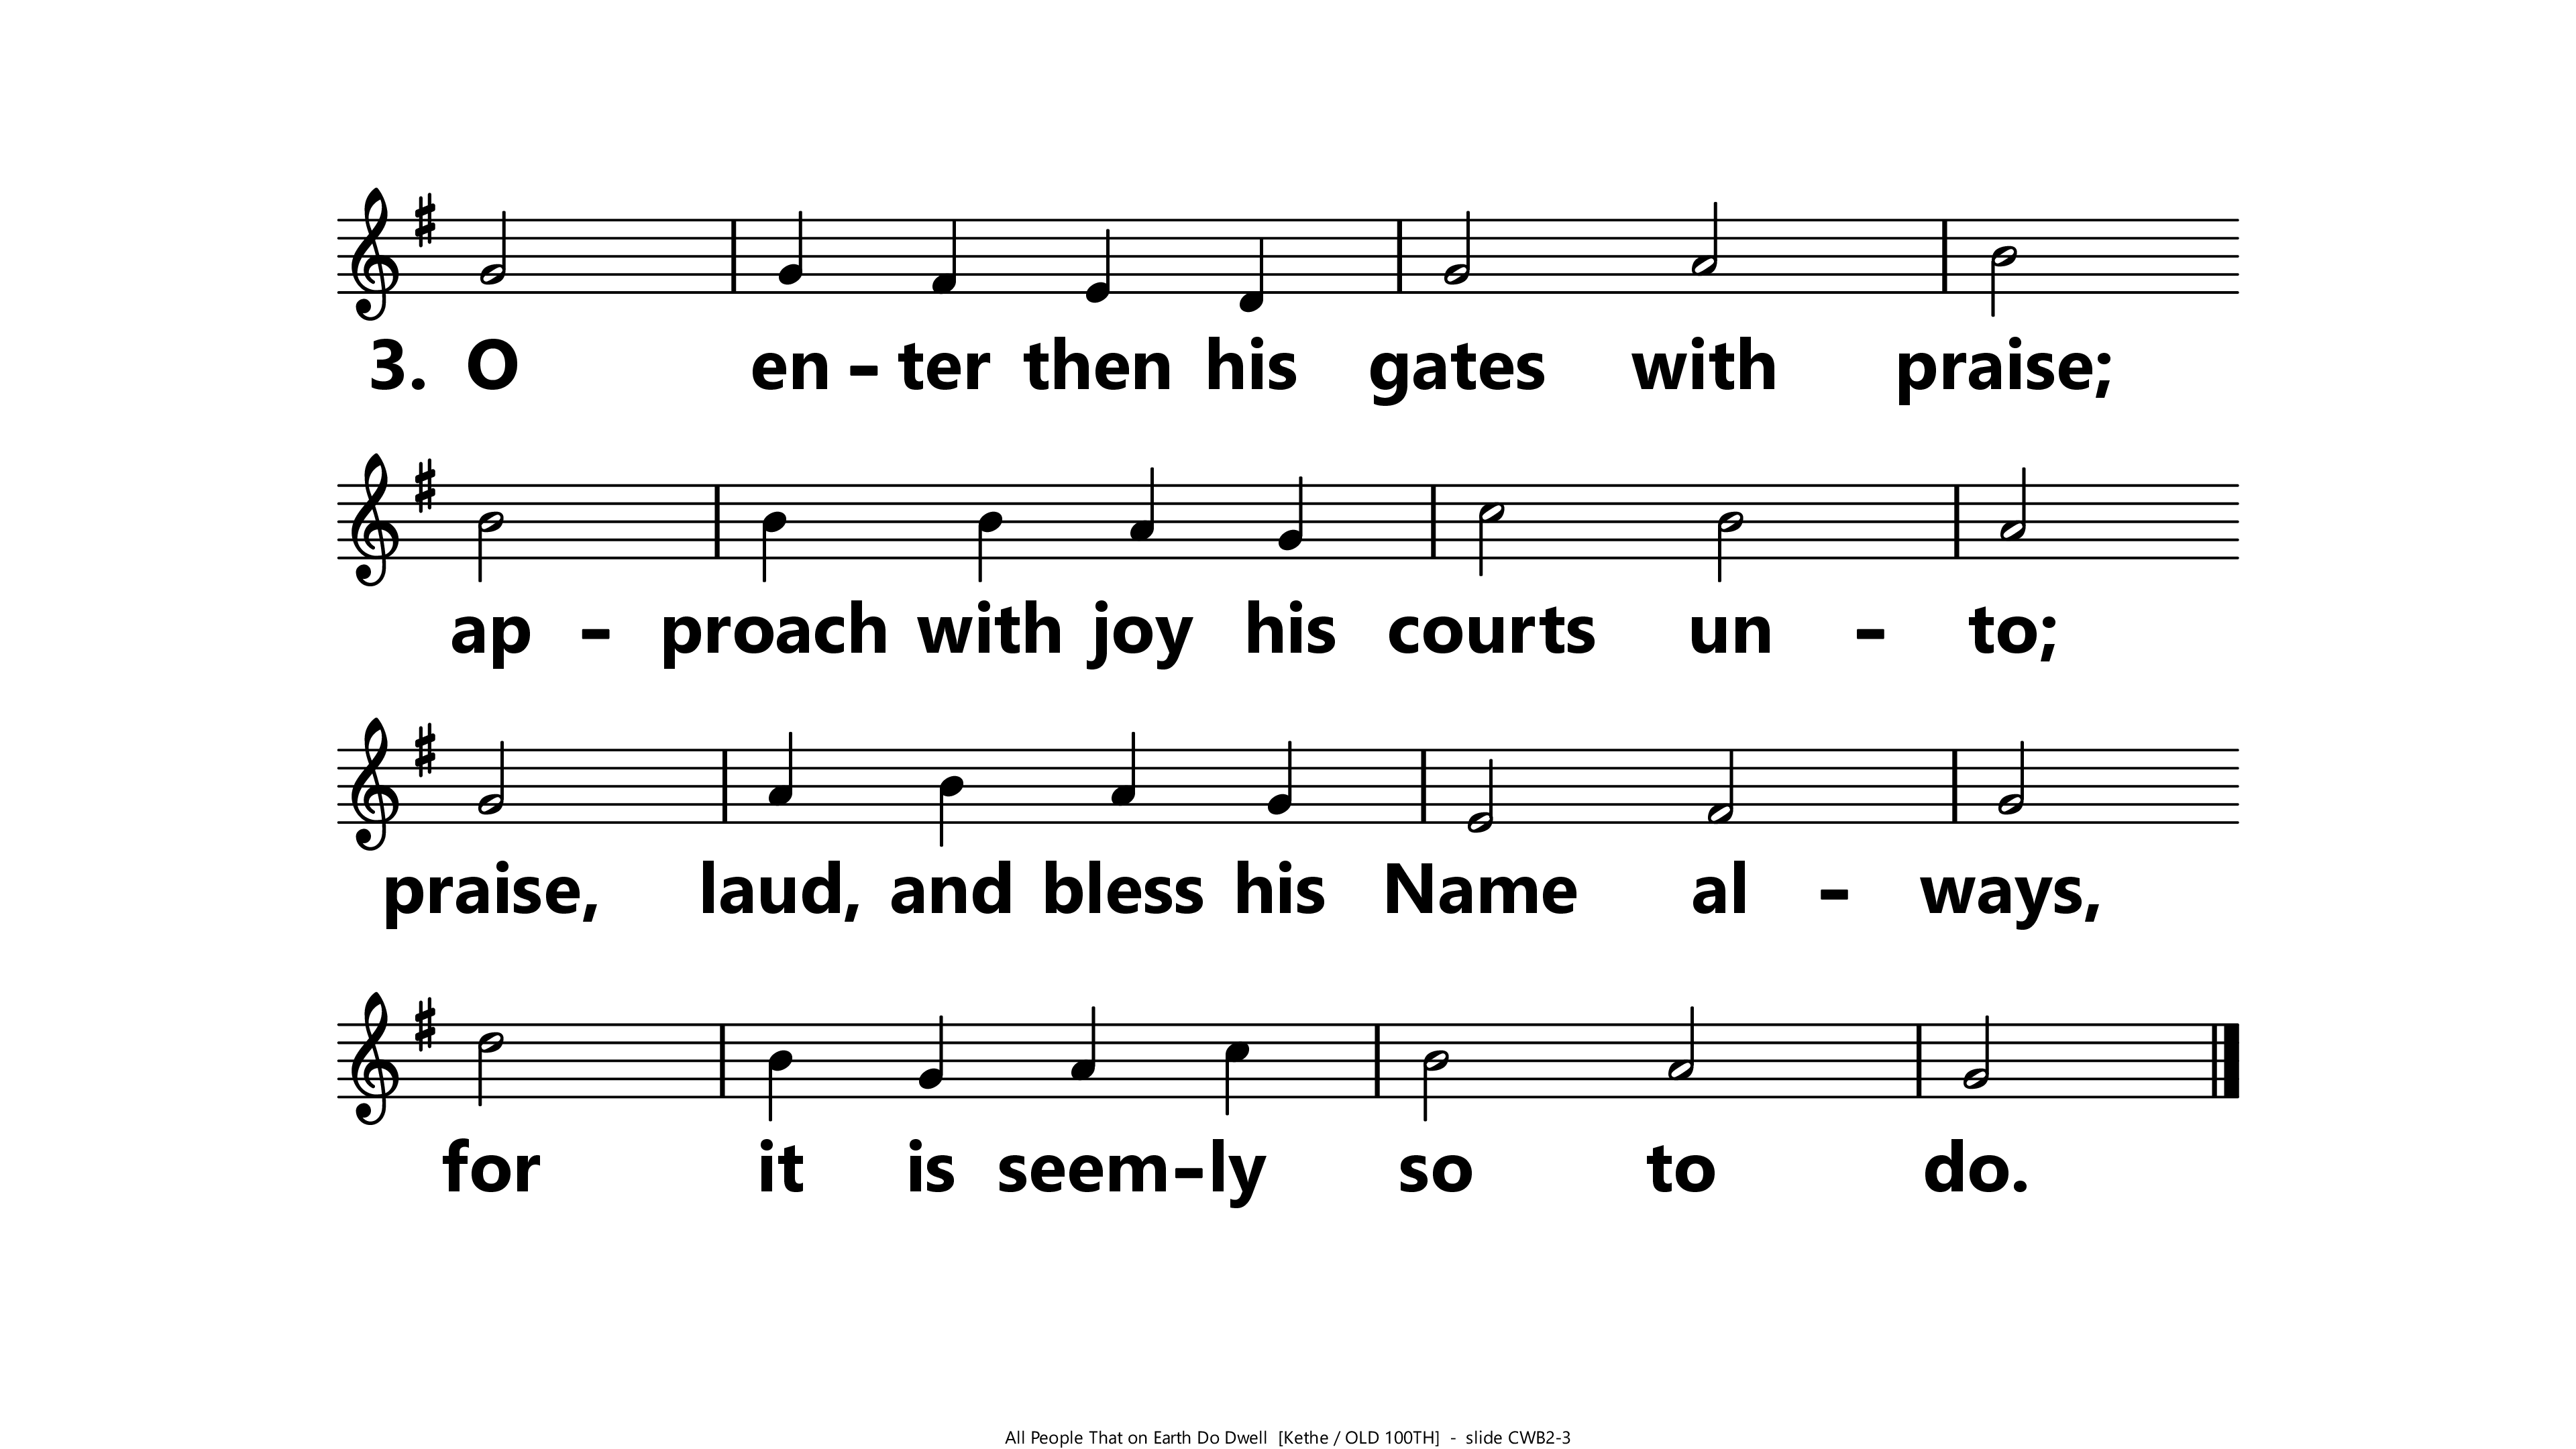 3. O en - ter then his gates with praise;
ap - proach with joy his courts un - to;
praise, laud, and bless his Name al - ways,
for it is seem-ly so to do.
All People That on Earth Do Dwell [Kethe / OLD 100TH] - slide CWB2-3